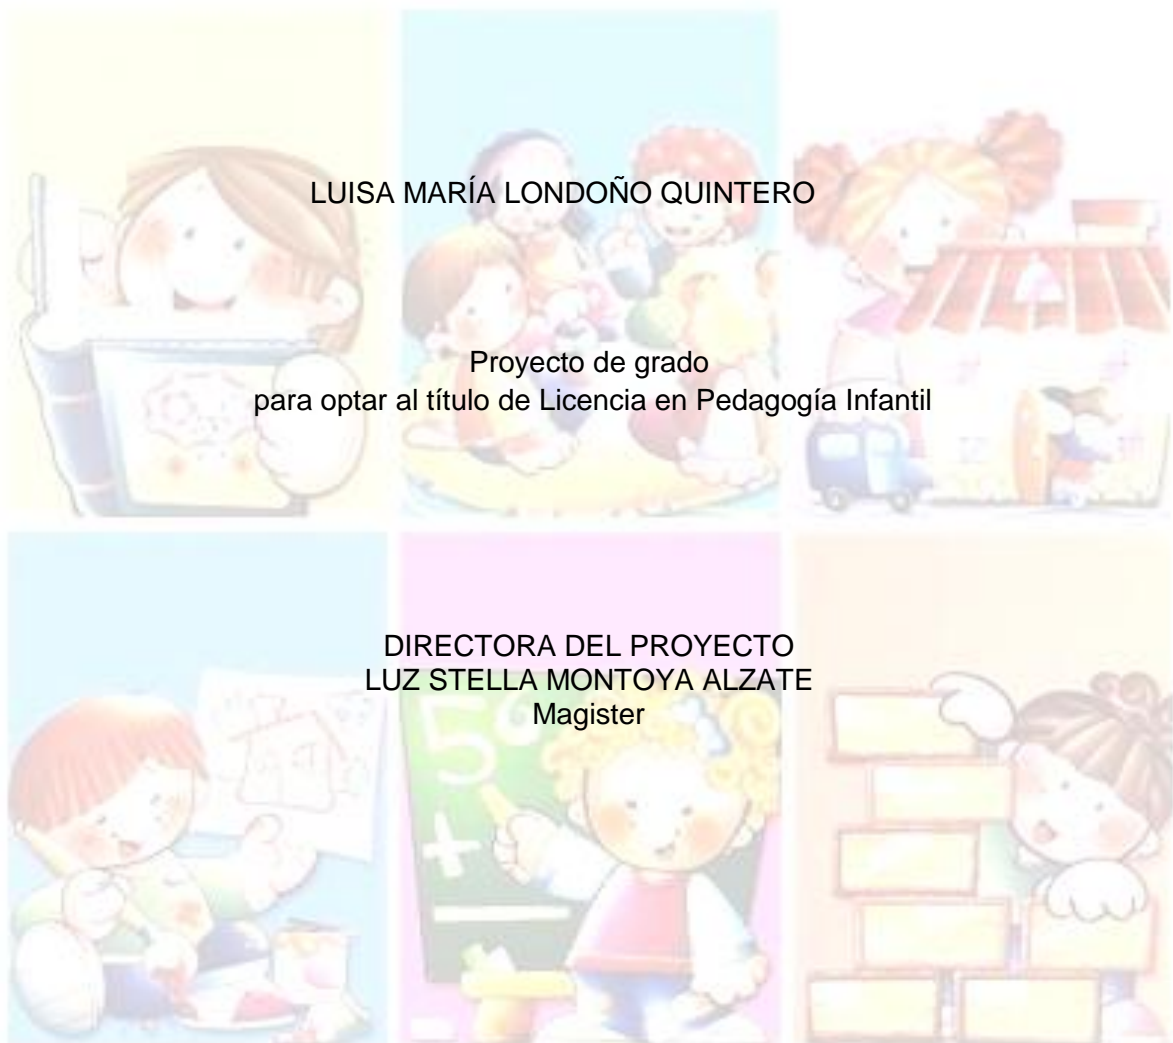 LUISA MARÍA LONDOÑO QUINTERO
Proyecto de grado
para optar al título de Licencia en Pedagogía Infantil
DIRECTORA DEL PROYECTO
LUZ STELLA MONTOYA ALZATE
Magister
5
+